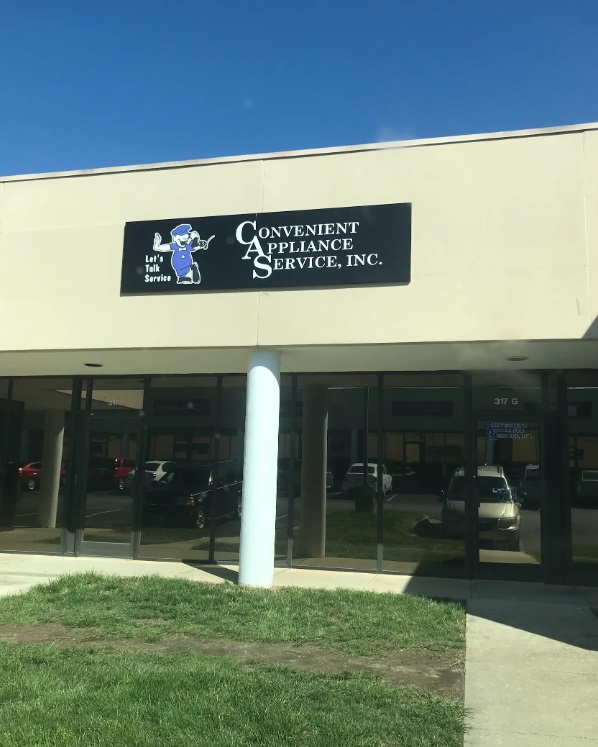 Let's
Talk
Service
CONVENIENT
APPLIANCE
SERVICE, INC.
317 G